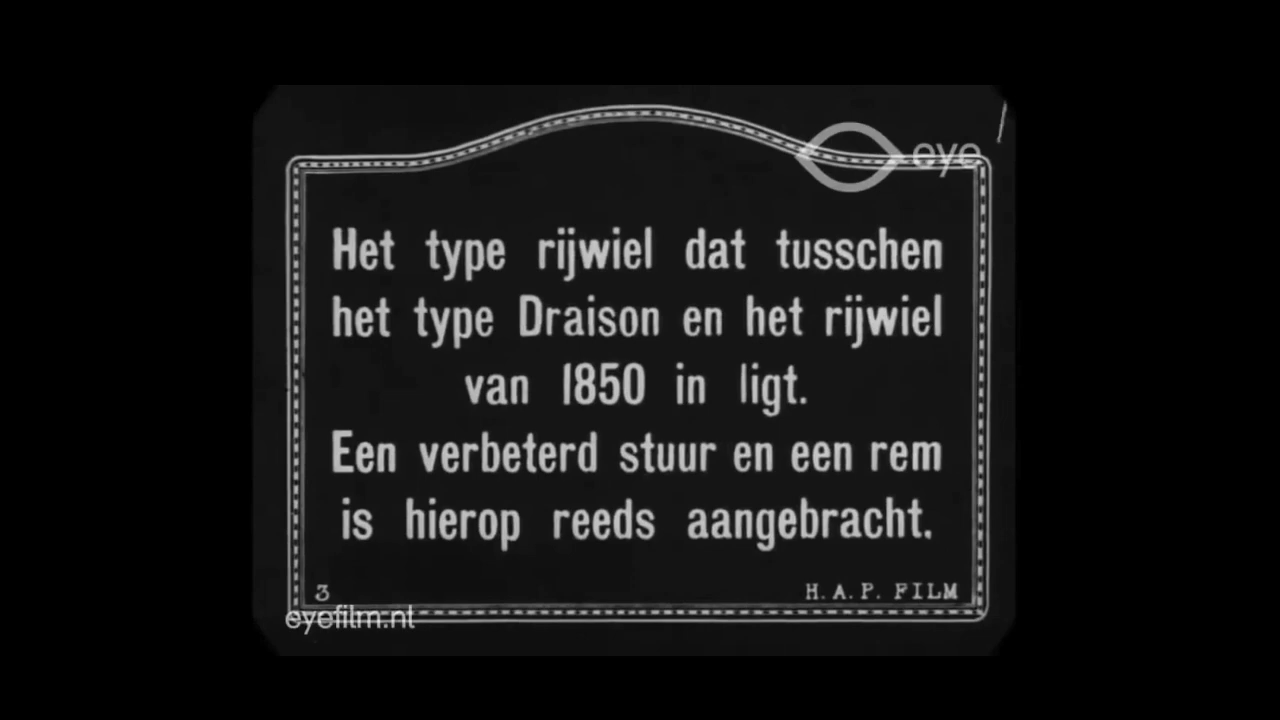 eye
Het type rijwiel dat tusschen
het type Draison en het rijwiel
van 1850 in ligt.
Een verbeterd stuur en een rem
is hierop reeds aangebracht.
3
H. A. P. FILM
eyefilm.nl